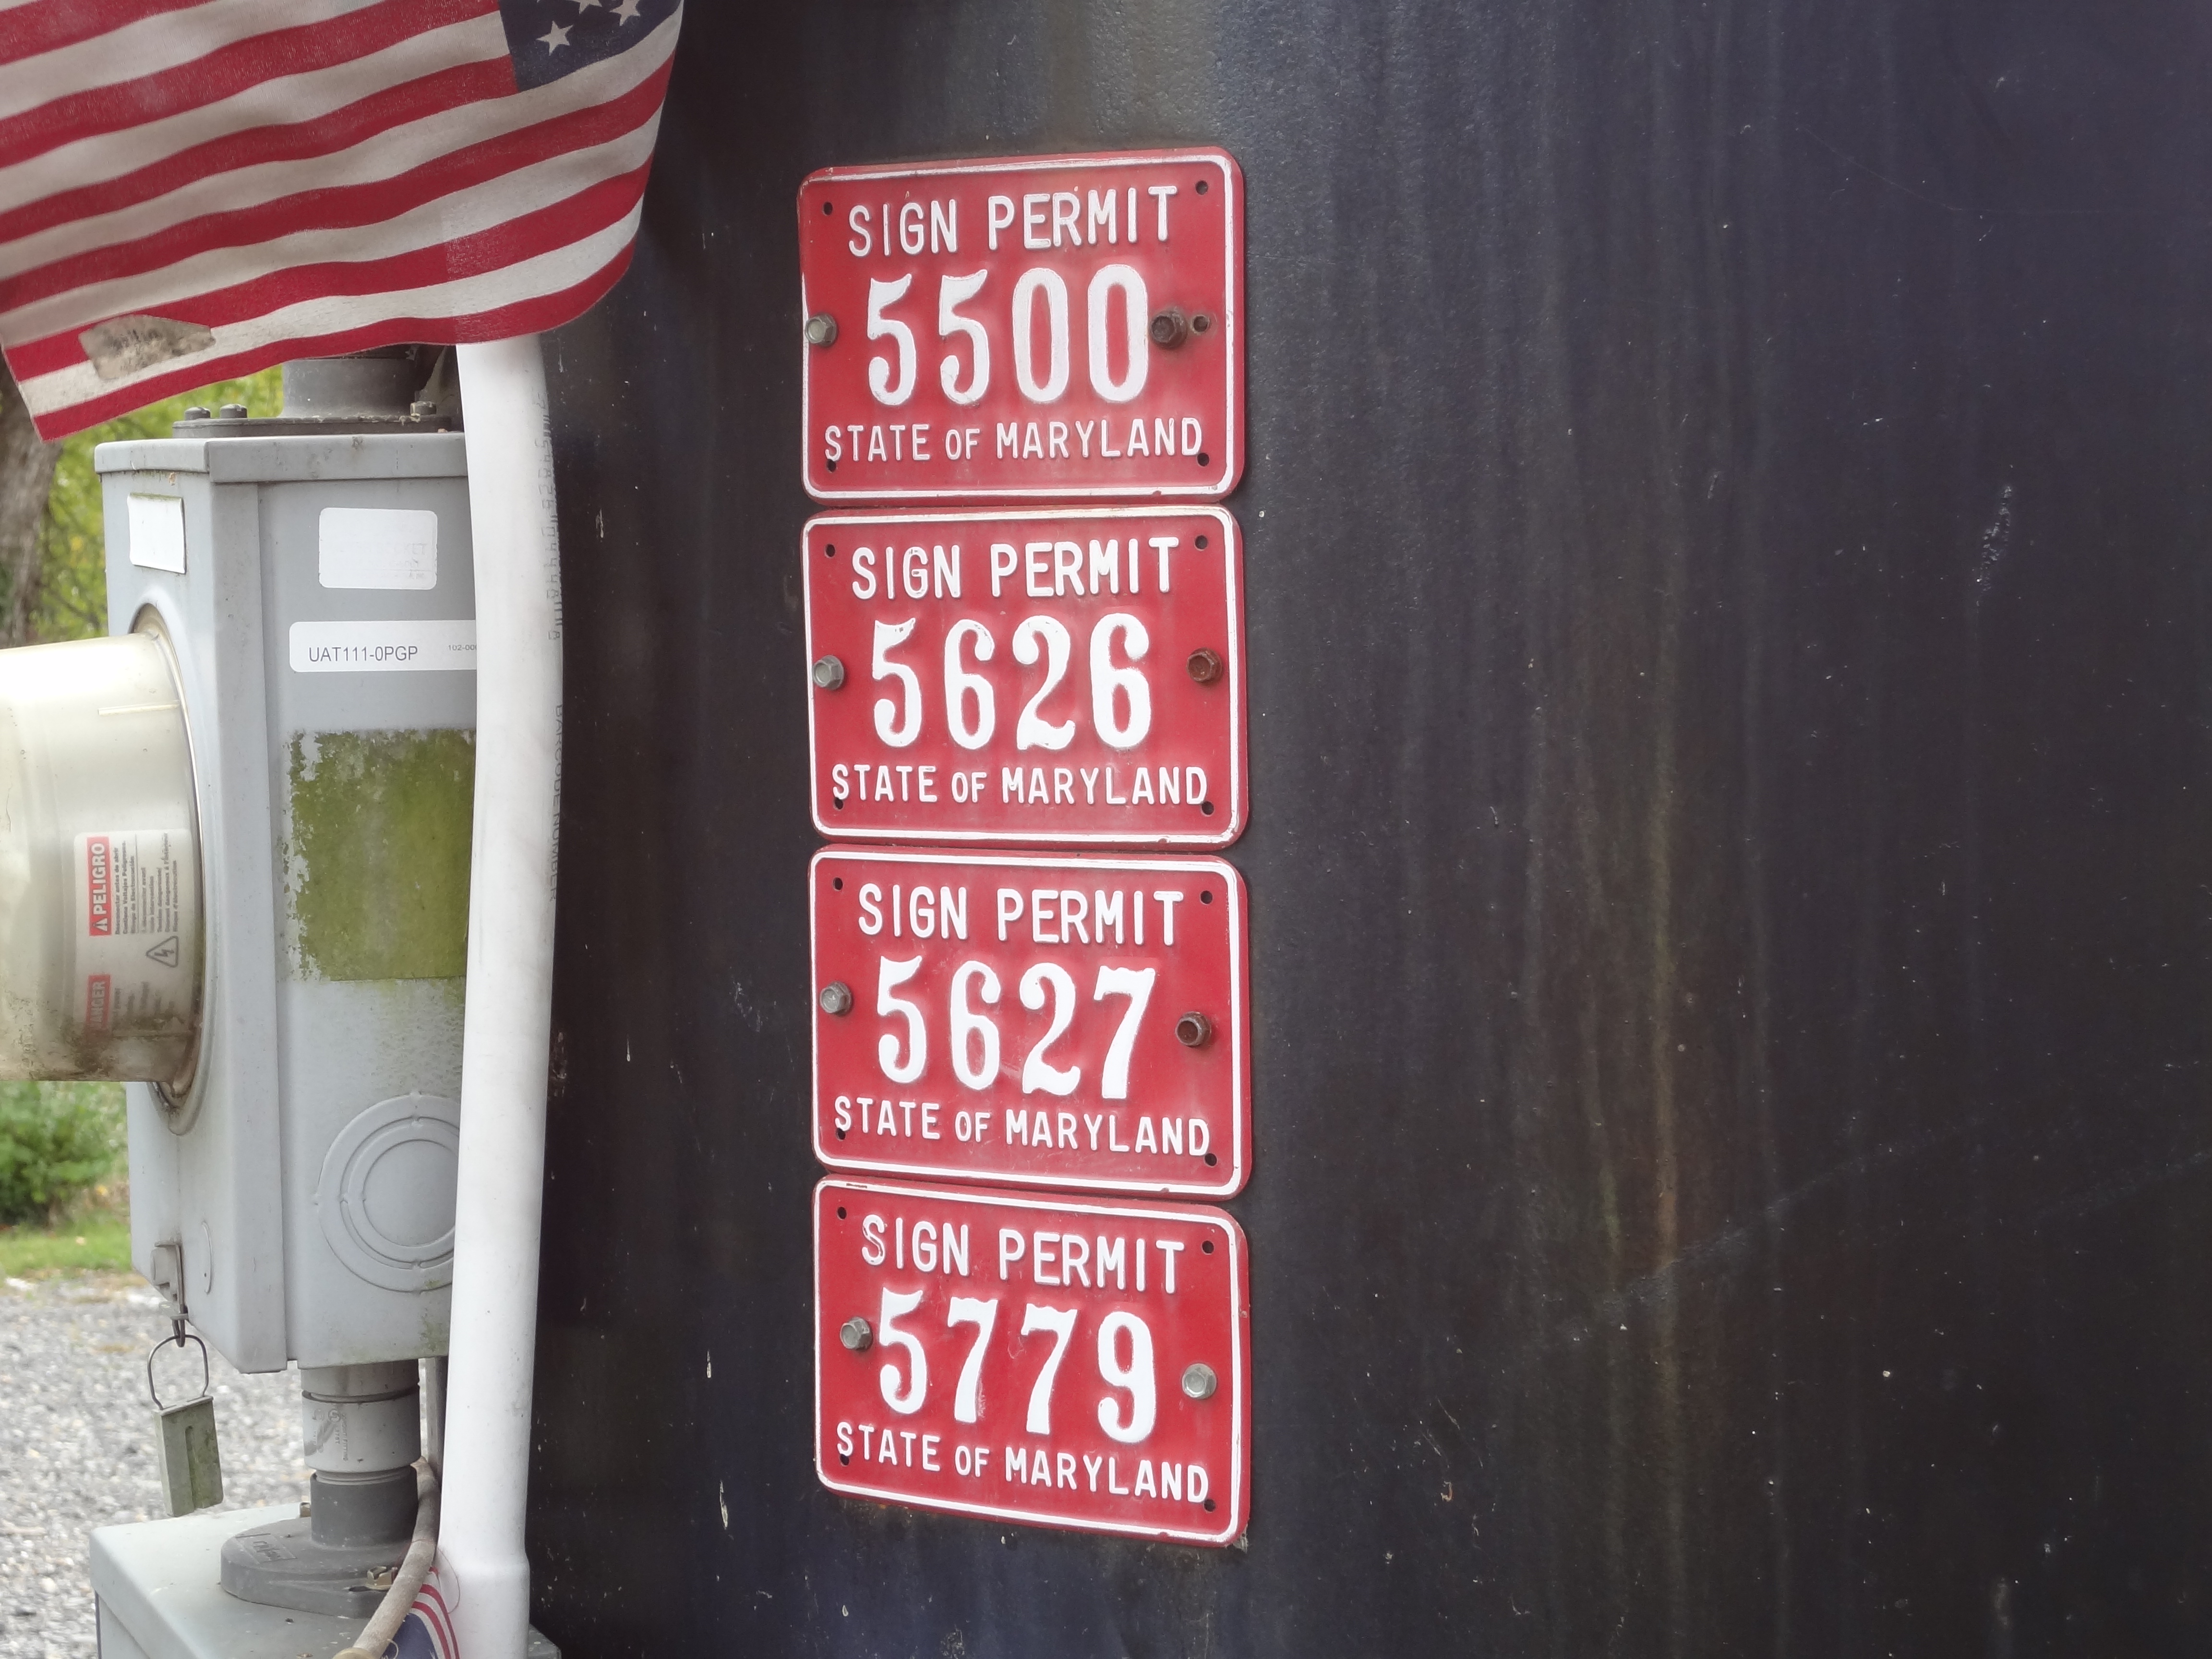 SIGN PERMIT
5500
STATE OF MARYLAND
SIGN PERMIT
5626
STATE OF MARYLAND
SIGN PERMIT
5627
STATE OF MARYLAND
SIGN PERMIT
5779
STATE OF MARYLAND
UAT111-0PGP
PELIGRO